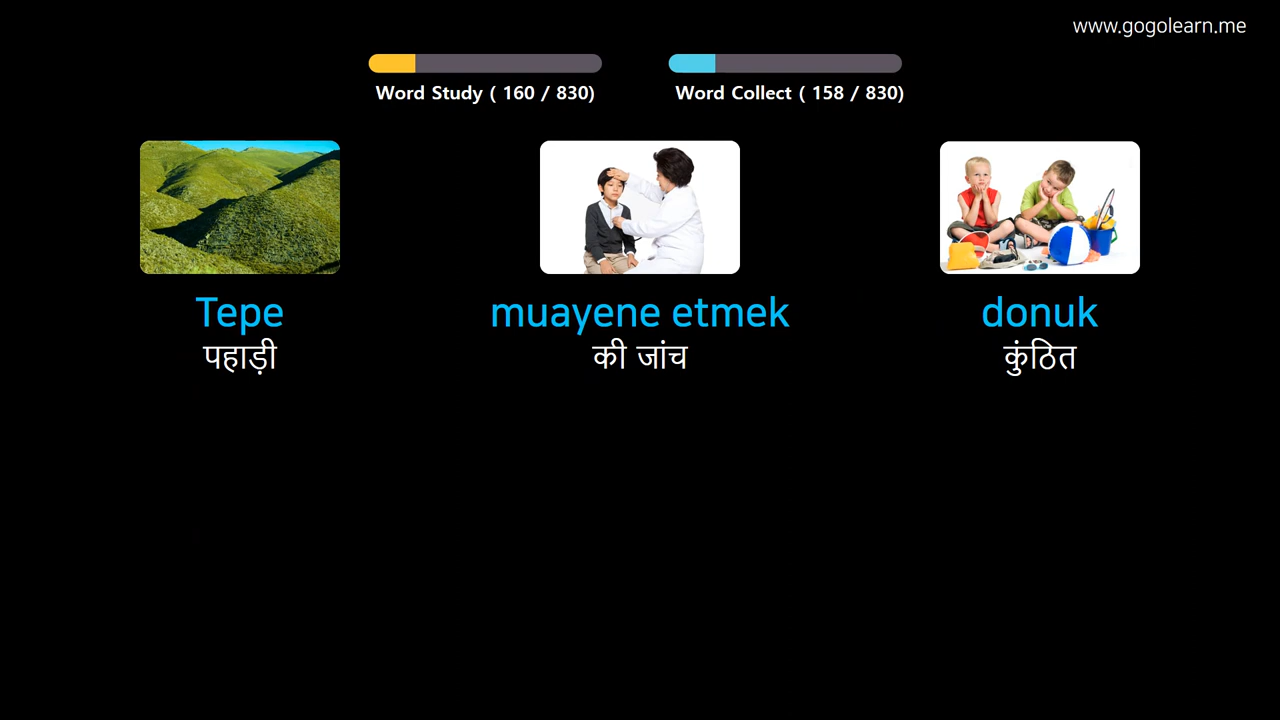 www.gogolearn.me
Word Study ( 160 / 830)
Word Collect ( 158 / 830)
Tepe
muayene etmek
donuk
पहाड़ी
की जांच
कुंठित